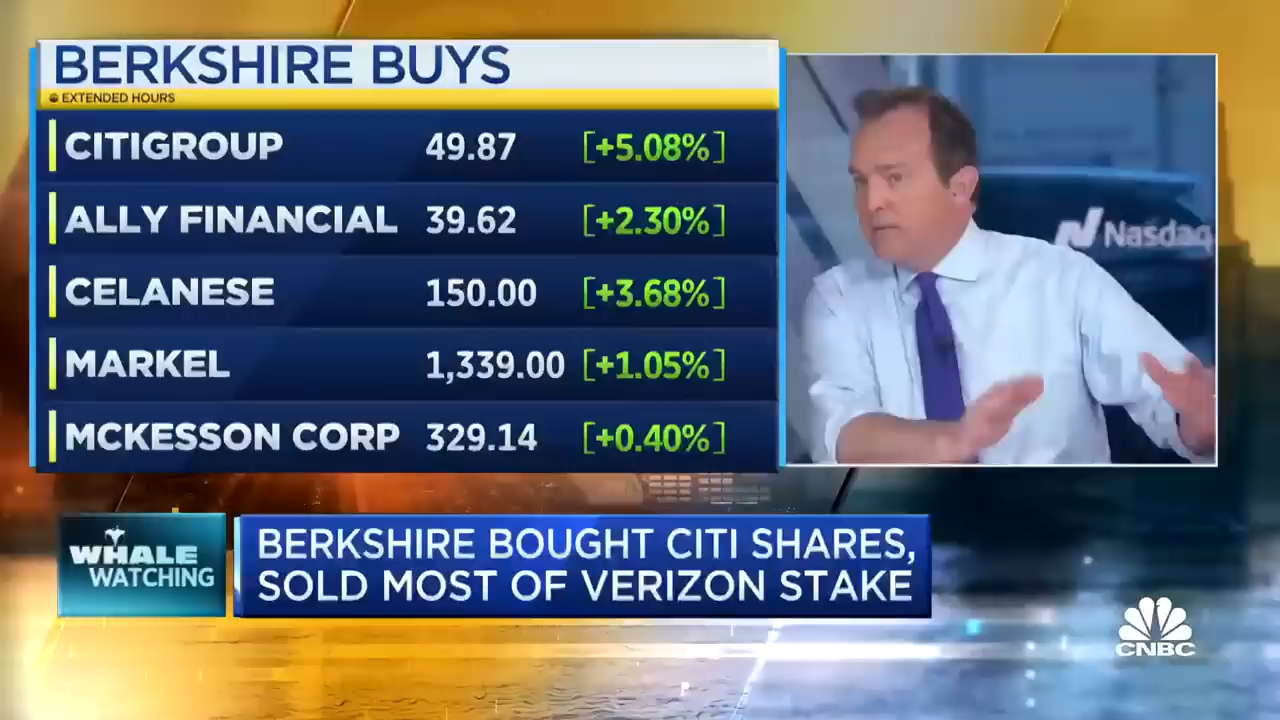 BERKSHIRE BUYS
EXTENDED HOURS
CITIGROUP 49.87 [+5.08%]
ALLY FINANCIAL 39.62 [+2.30%]
CELANESE 150.00 [+3.68%]
MARKEL 1,339.00 [+1.05%]
MCKESSON CORP 329.14 [+0.40%]
Nasdaq
WHALE
WATCHING
BERKSHIRE BOUGHT CITI SHARES,
SOLD MOST OF VERIZON STAKE
CNBC